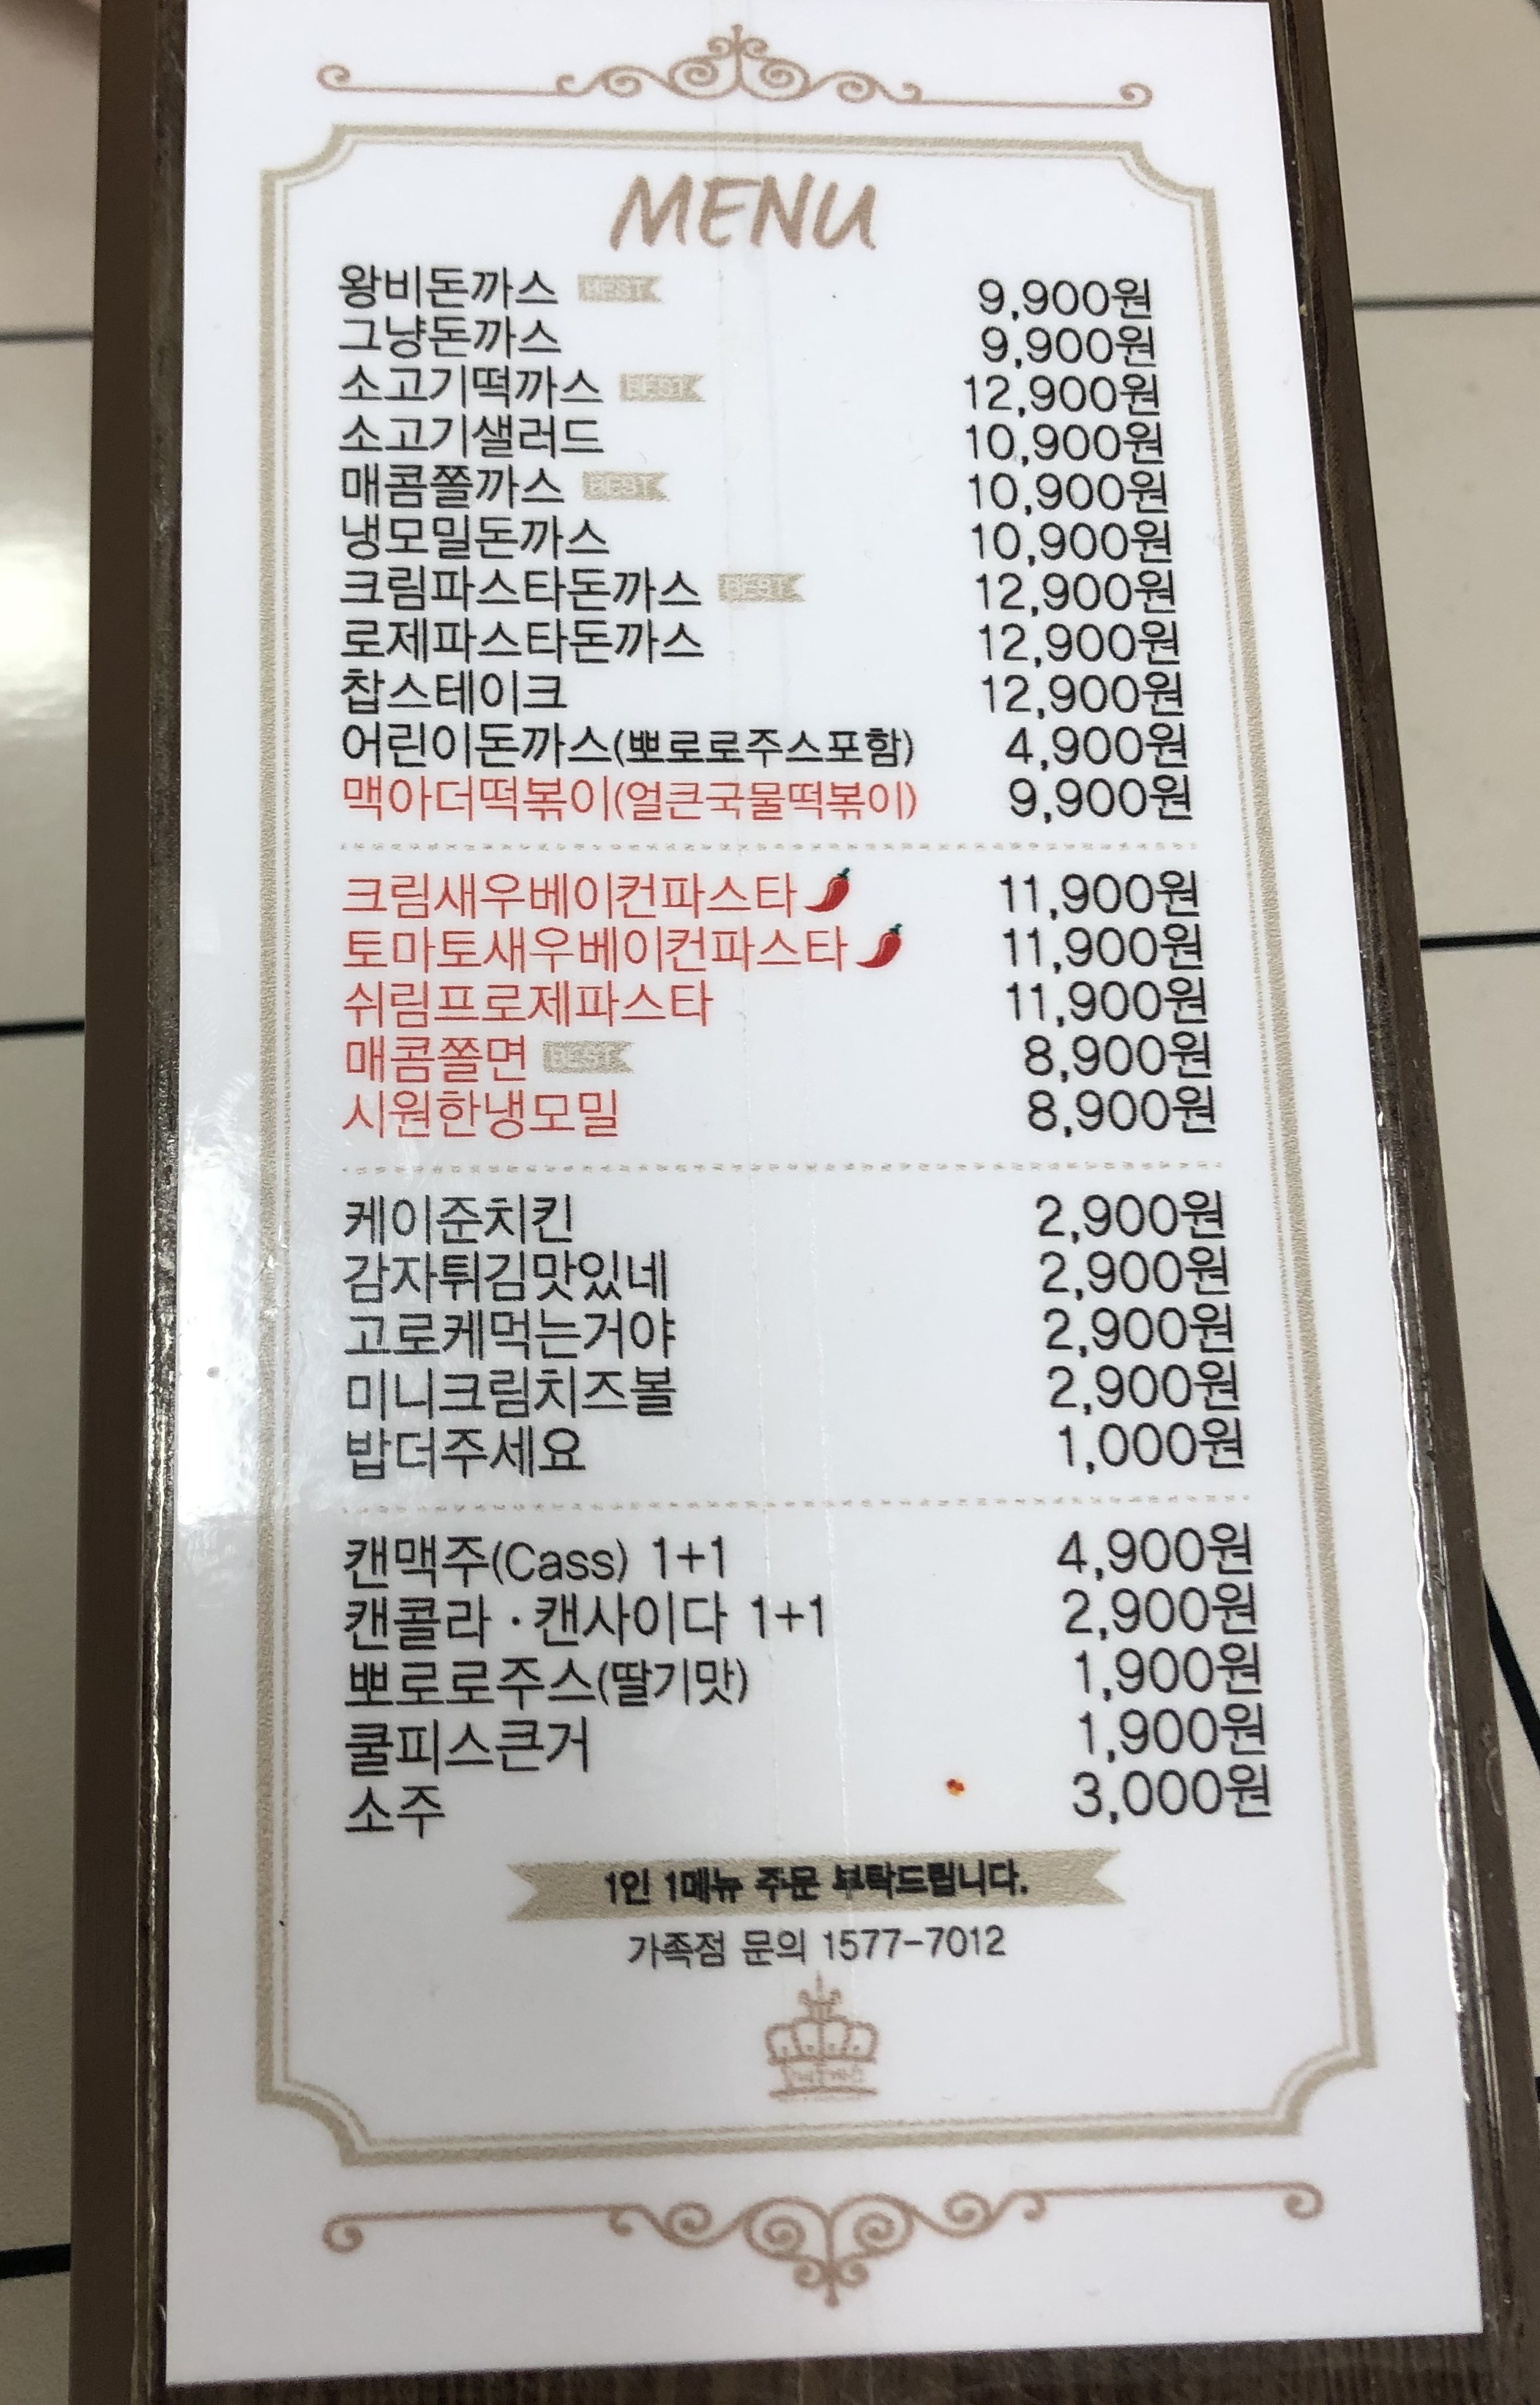 MENU
왕비돈까스 BEST 9,900원
그냥돈까스 9,900원
소고기떡까스 BEST 12,900원
소고기샐러드 10,900원
매콤쫄까스 BEST 10,900원
냉모밀돈까스 10,900원
크림파스타돈까스 BEST 12,900원
로제파스타돈까스 12,900원
찹스테이크 12,900원
어린이돈까스(뽀로로주스포함) 4,900원
맥아더떡볶이(얼큰국물떡볶이) 9,900원
크림새우베이컨파스타 11,900원
토마토새우베이컨파스타 11,900원
쉬림프로제파스타 11,900원
매콤쫄면 BEST 8,900원
시원한냉모밀 8,900원
케이준치킨 2,900원
감자튀김맛있네 2,900원
고로케먹는거야 2,900원
미니크림치즈볼 2,900원
밥더주세요 1,000원
캔맥주(Cass) 1+1 4,900원
캔콜라·캔사이다 1+1 2,900원
뽀로로주스(딸기맛) 1,900원
쿨피스큰거 1,900원
소주 3,000원
1인 1메뉴 주문 부탁드립니다.
가족점 문의 1577-7012